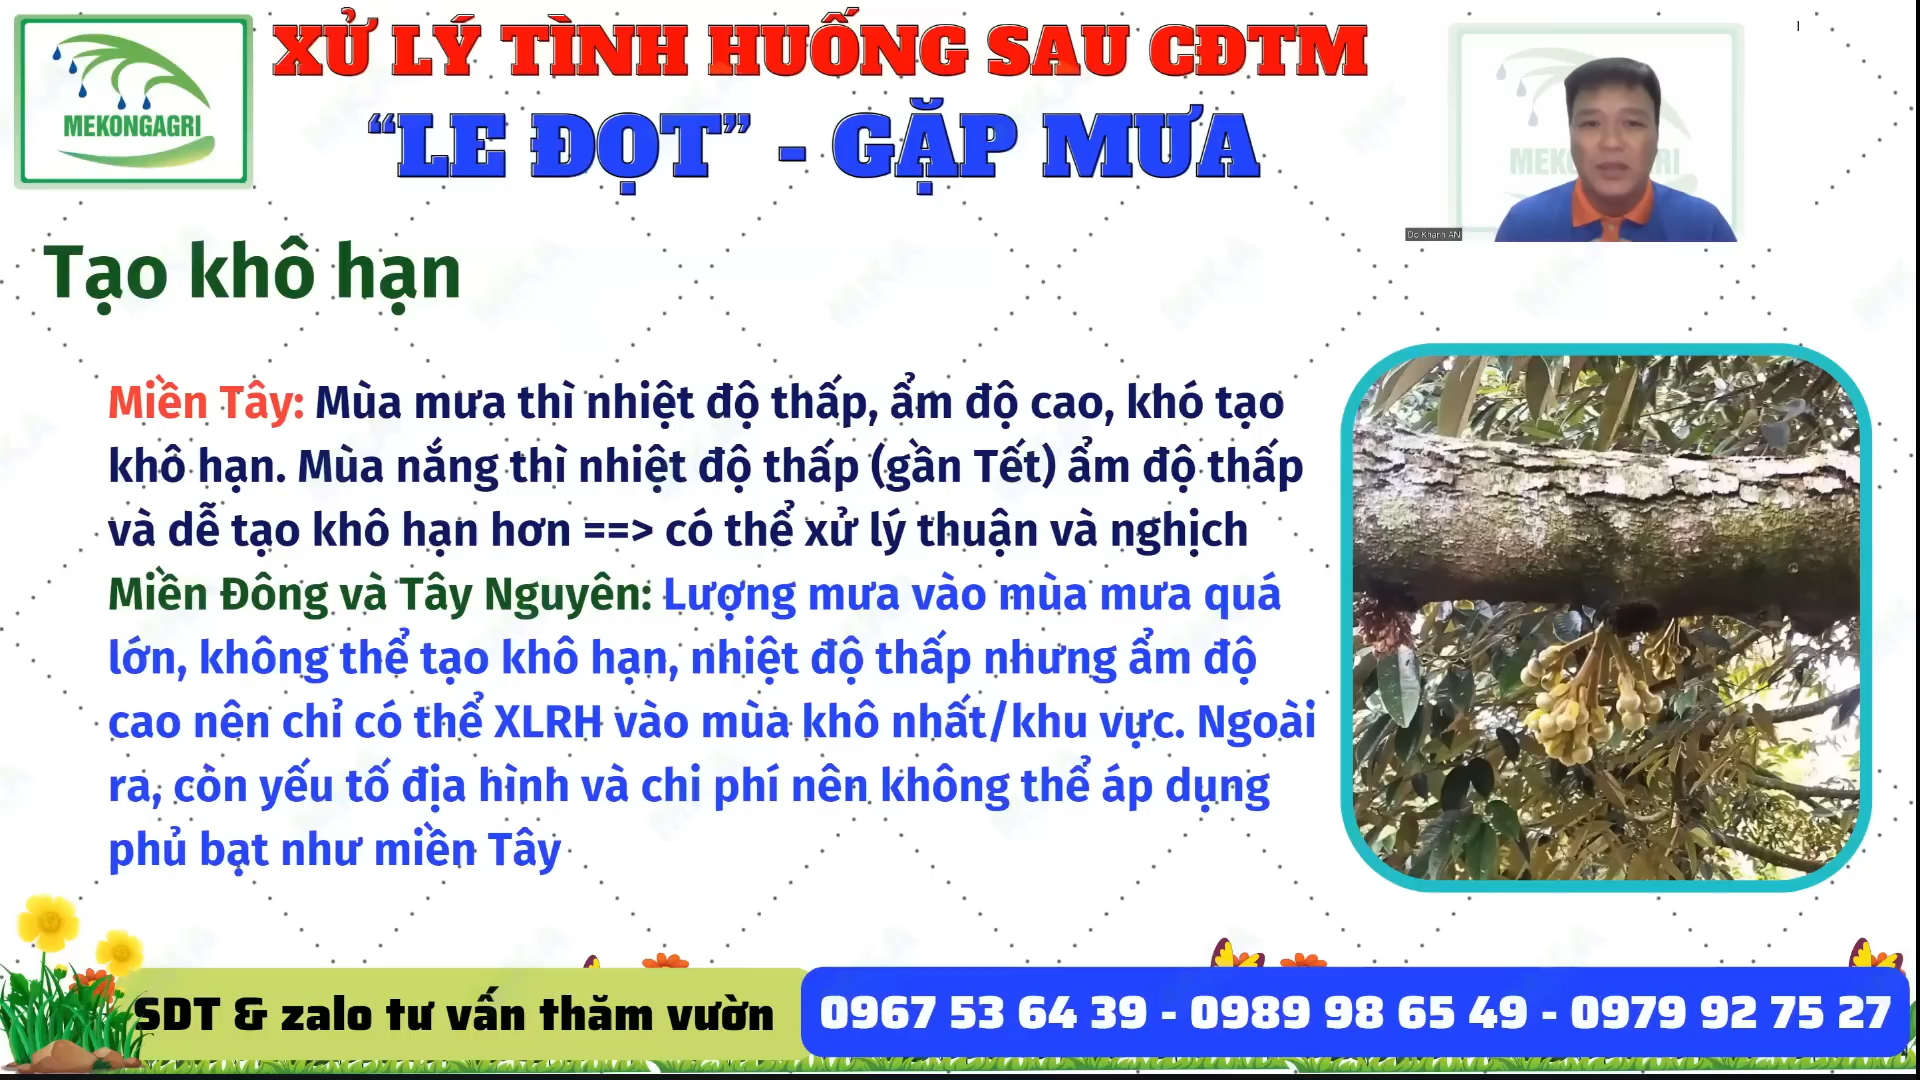 MEKONGAGRI
XỬ LÝ TÌNH HUỐNG SAU CĐTM
“LE ĐỌT” - GẶP MƯA
Tạo khô hạn
Miền Tây: Mùa mưa thì nhiệt độ thấp, ẩm độ cao, khó tạo
khô hạn. Mùa nắng thì nhiệt độ thấp (gần Tết) ẩm độ thấp
và dễ tạo khô hạn hơn ==> có thể xử lý thuận và nghịch
Miền Đông và Tây Nguyên: Lượng mưa vào mùa mưa quá
lớn, không thể tạo khô hạn, nhiệt độ thấp nhưng ẩm độ
cao nên chỉ có thể XLRH vào mùa khô nhất/khu vực. Ngoài
ra, còn yếu tố địa hình và chi phí nên không thể áp dụng
phủ bạt như miền Tây
SDT & zalo tư vấn thăm vườn
0967 53 64 39 - 0989 98 65 49 - 0979 92 75 27